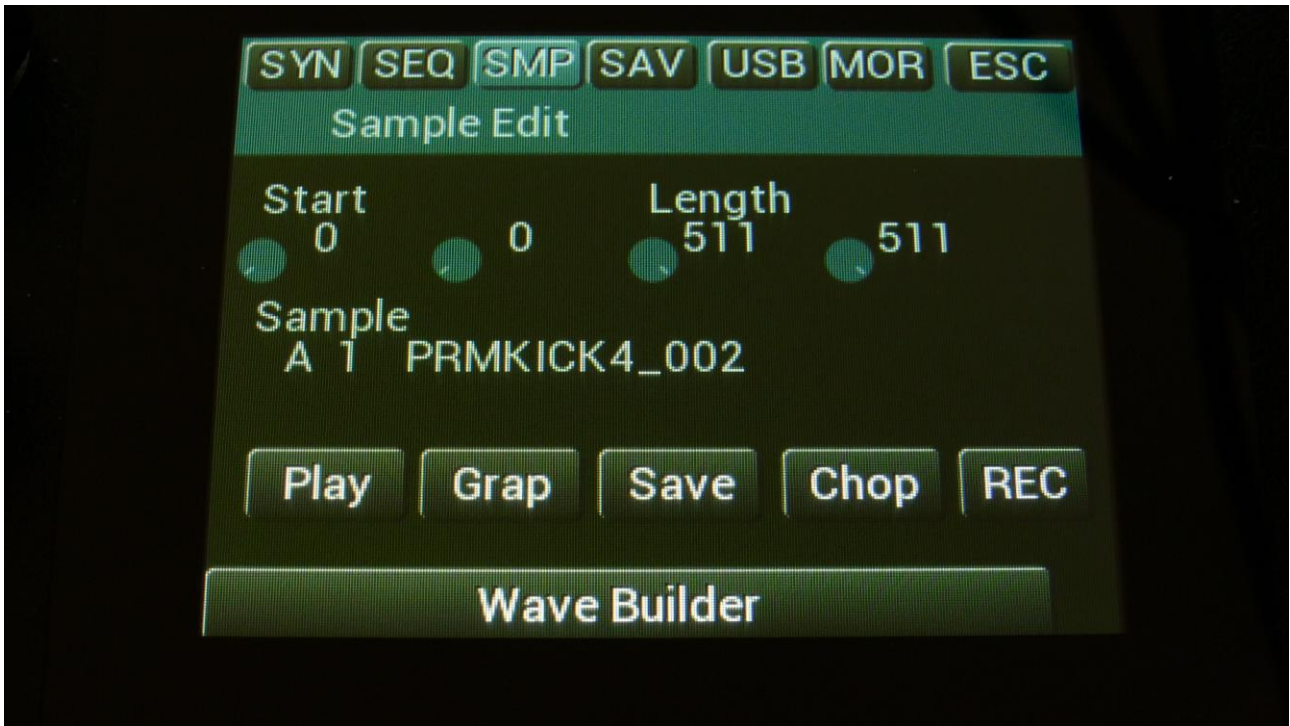 SYN SEQ SMP SAV USB MOR ESC
Sample Edit
Start Length
0 0 511 511
Sample
A 1 PRMKICK4_002
Play Grap Save Chop REC
Wave Builder